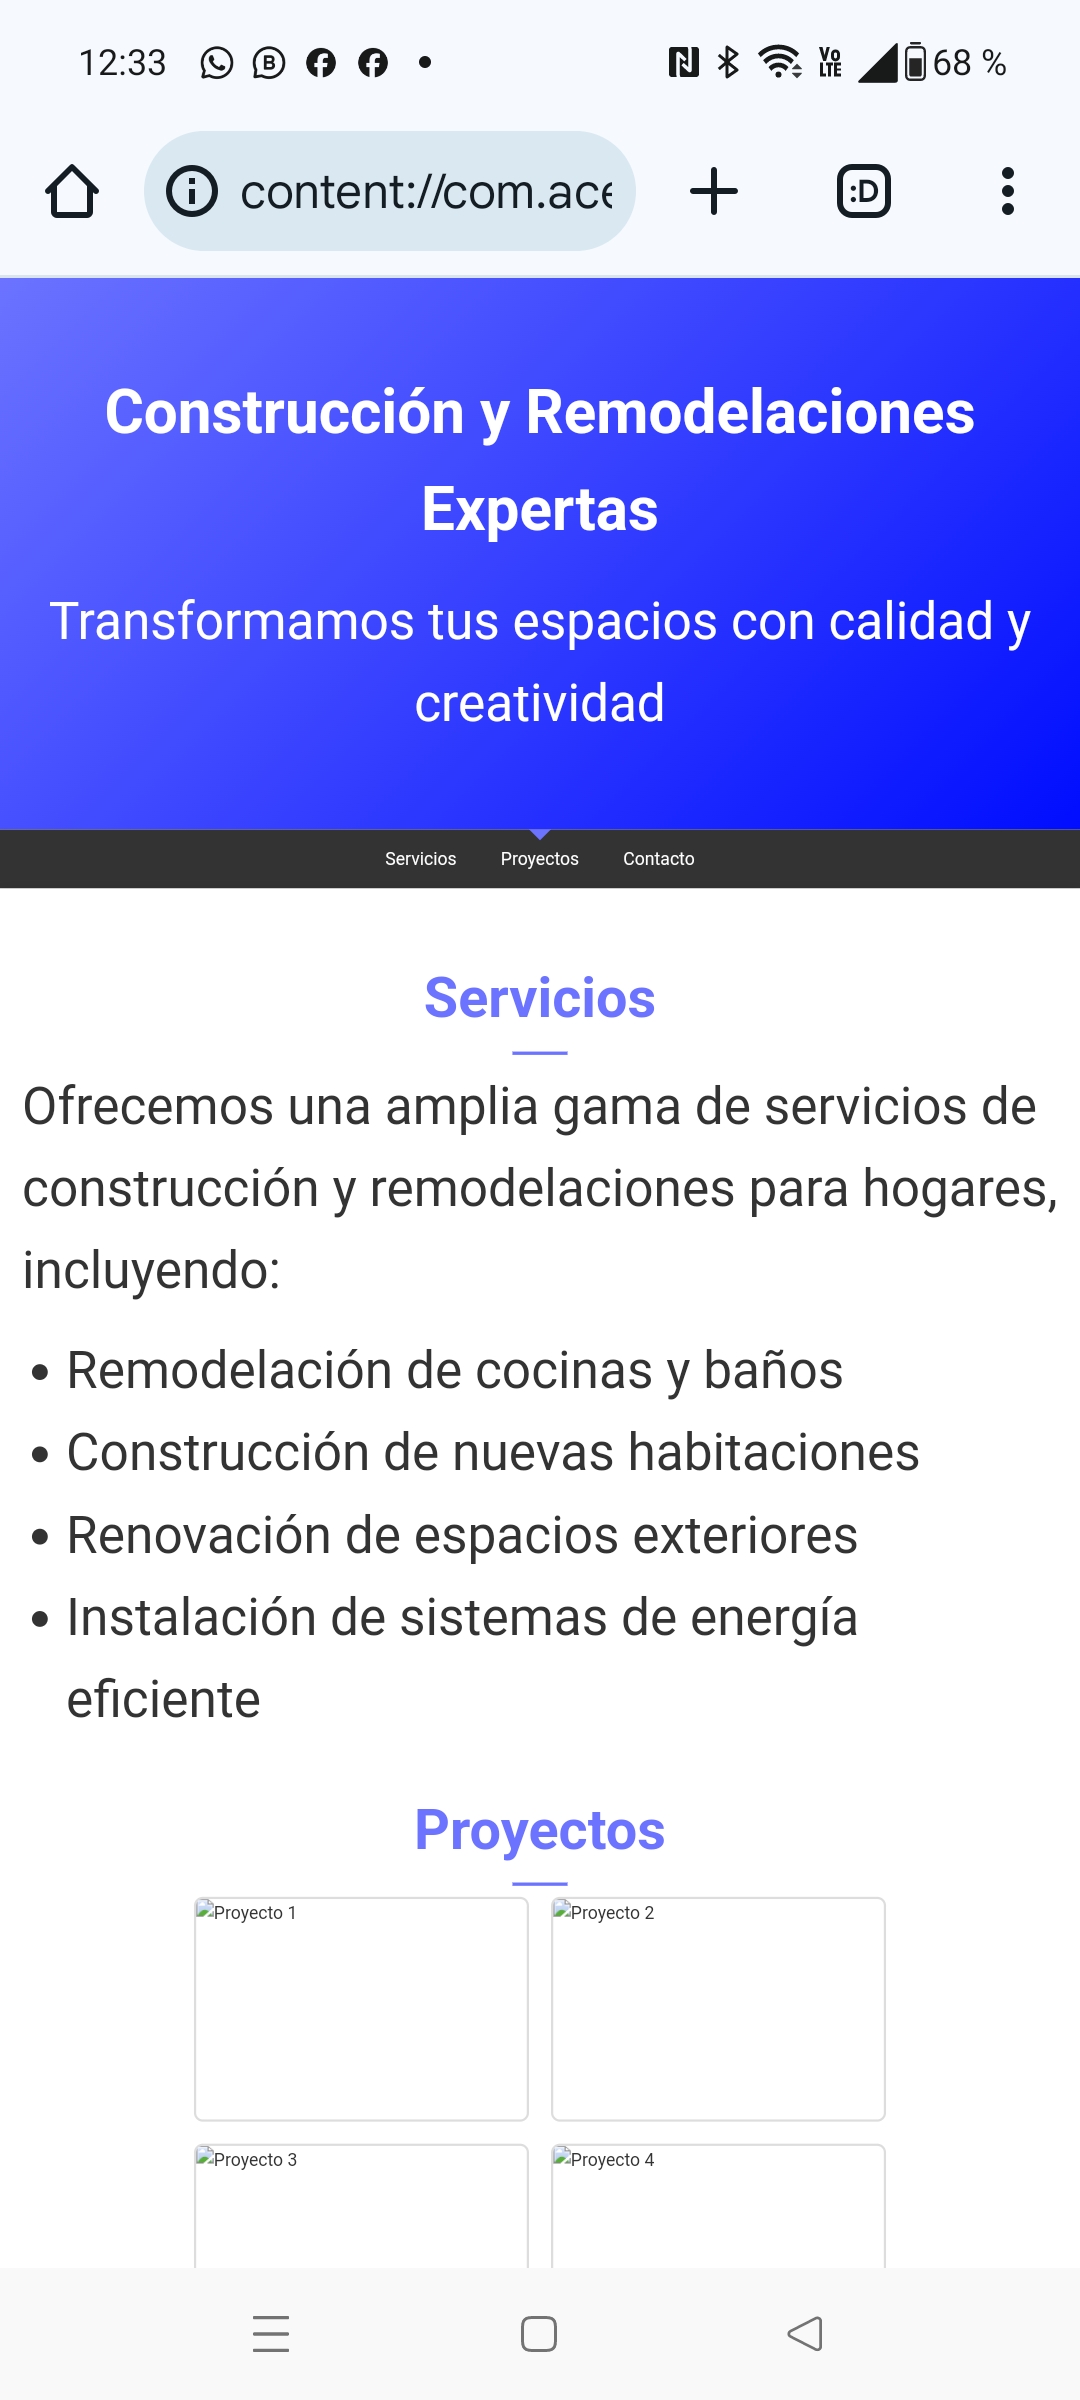 12:33
68 %
content://com.ace
:D
Construcción y Remodelaciones
Expertas
Transformamos tus espacios con calidad y
creatividad
Servicios Proyectos Contacto
Servicios
Ofrecemos una amplia gama de servicios de
construcción y remodelaciones para hogares,
incluyendo:
• Remodelación de cocinas y baños
• Construcción de nuevas habitaciones
• Renovación de espacios exteriores
• Instalación de sistemas de energía
eficiente
Proyectos
Proyecto 1 Proyecto 2
Proyecto 3 Proyecto 4